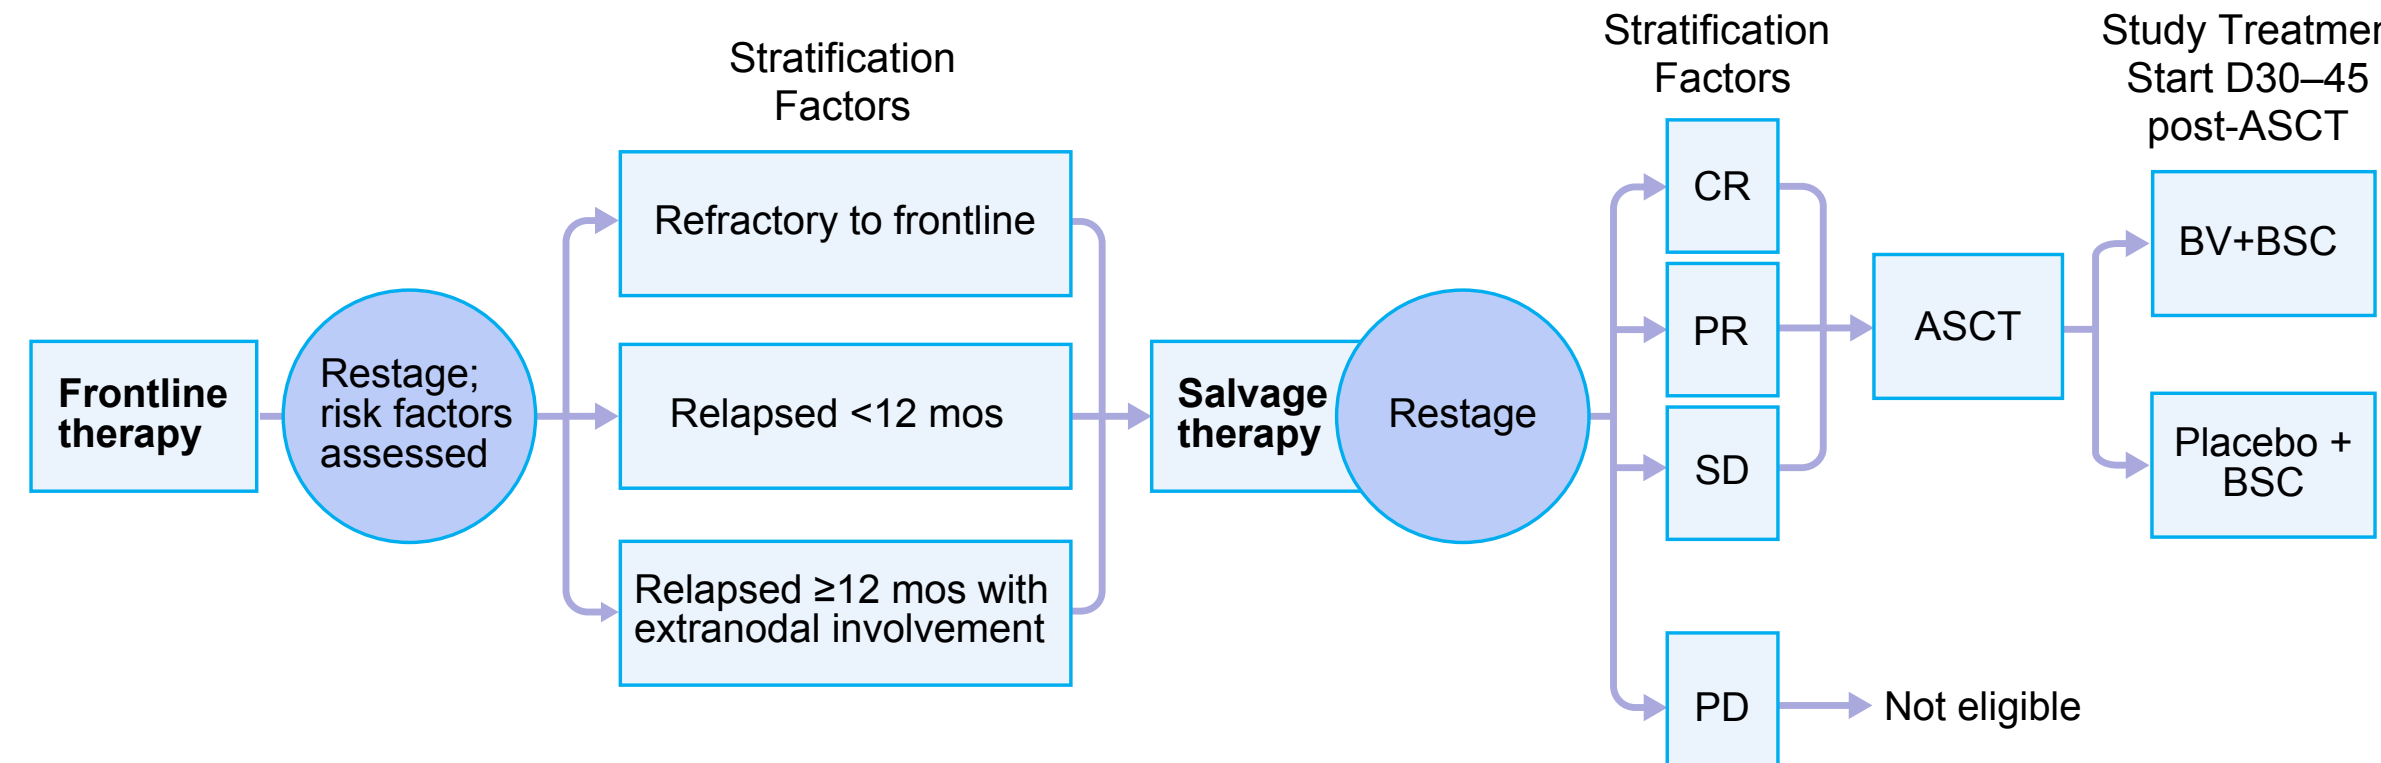 Frontline
therapy
Restage;
risk factors
assessed
Stratification
Factors
Refractory to frontline
Relapsed <12 mos
Relapsed ≥12 mos with
extranodal involvement
Salvage
therapy
Restage
Stratification
Factors
CR
PR
SD
PD
Not eligible
ASCT
Study Treatmer
Start D30–45
post-ASCT
BV+BSC
Placebo +
BSC